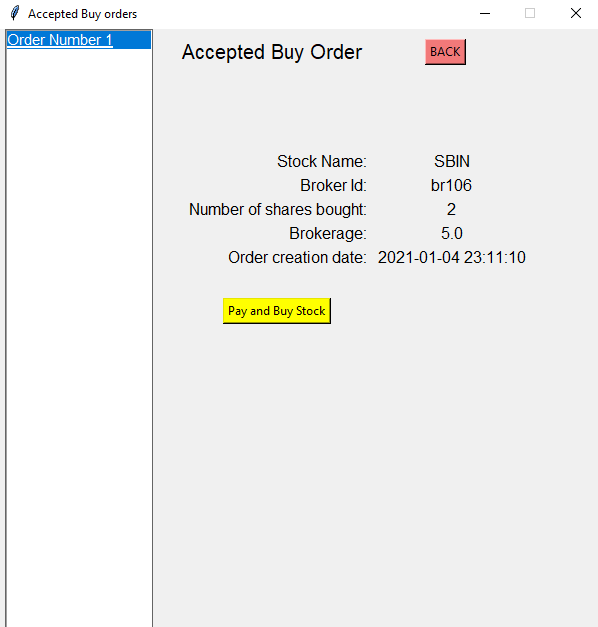 Accepted Buy orders
Order Number 1
Accepted Buy Order
BACK
Stock Name: SBIN
Broker Id: br106
Number of shares bought: 2
Brokerage: 5.0
Order creation date: 2021-01-04 23:11:10
Pay and Buy Stock